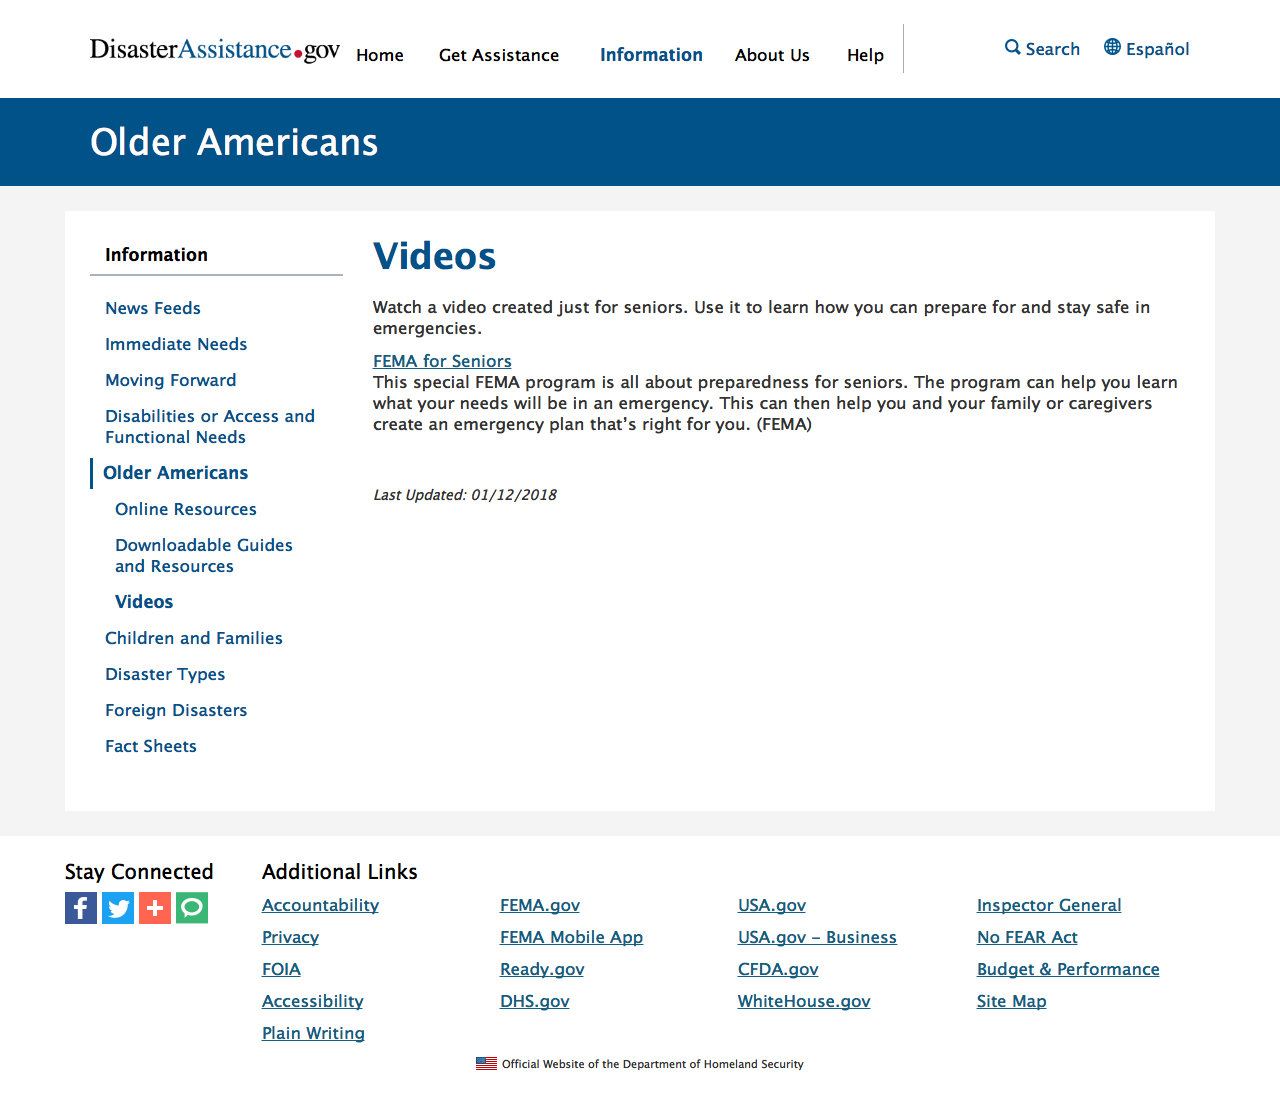 DisasterAssistance.gov
Home
Get Assistance
Information
About Us
Help
Search
Español
Older Americans
Information
News Feeds
Immediate Needs
Moving Forward
Disabilities or Access and
Functional Needs
Older Americans
Online Resources
Downloadable Guides
and Resources
Videos
Children and Families
Disaster Types
Foreign Disasters
Fact Sheets
Videos
Watch a video created just for seniors. Use it to learn how you can prepare for and stay safe in
emergencies.
FEMA for Seniors
This special FEMA program is all about preparedness for seniors. The program can help you learn
what your needs will be in an emergency. This can then help you and your family or caregivers
create an emergency plan that’s right for you. (FEMA)
Last Updated: 01/12/2018
Stay Connected
Additional Links
Accountability
Privacy
FOIA
Accessibility
Plain Writing
FEMA.gov
FEMA Mobile App
Ready.gov
DHS.gov
USA.gov
USA.gov – Business
CFDA.gov
WhiteHouse.gov
Inspector General
No FEAR Act
Budget & Performance
Site Map
Official Website of the Department of Homeland Security